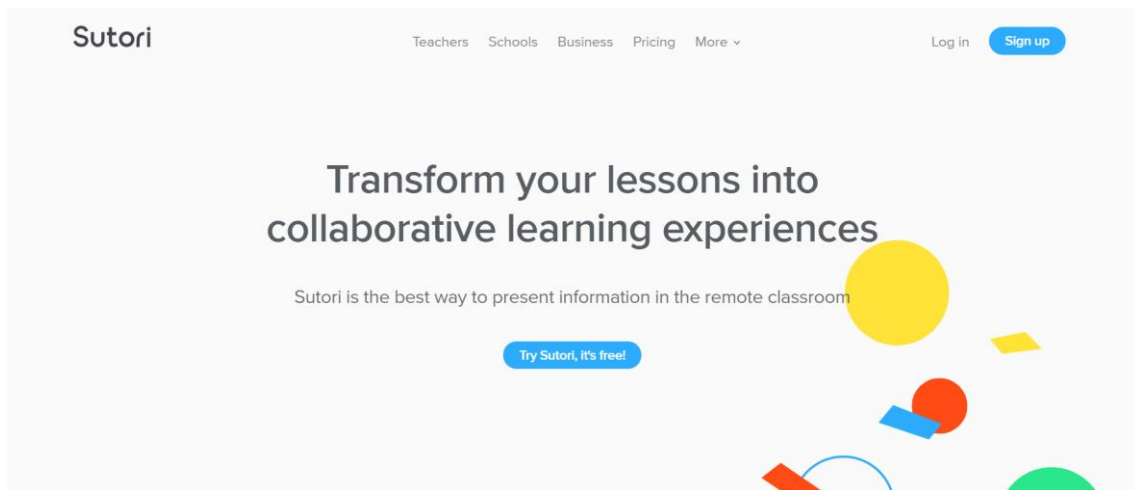 Sutori
Teachers Schools Business Pricing More
Log in Sign up
Transform your lessons into
collaborative learning experiences
Sutori is the best way to present information in the remote classroom
Try Sutori, it's free!